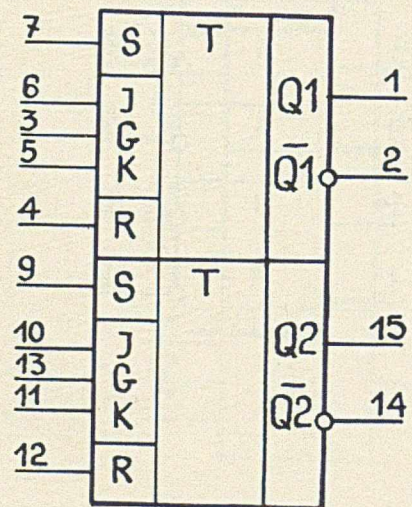 7 S T
6 J Q1 1
3 G
5 K Q̅1 2
4 R
9 S T
10 J Q2 15
13 G
11 K Q̅2 14
12 R